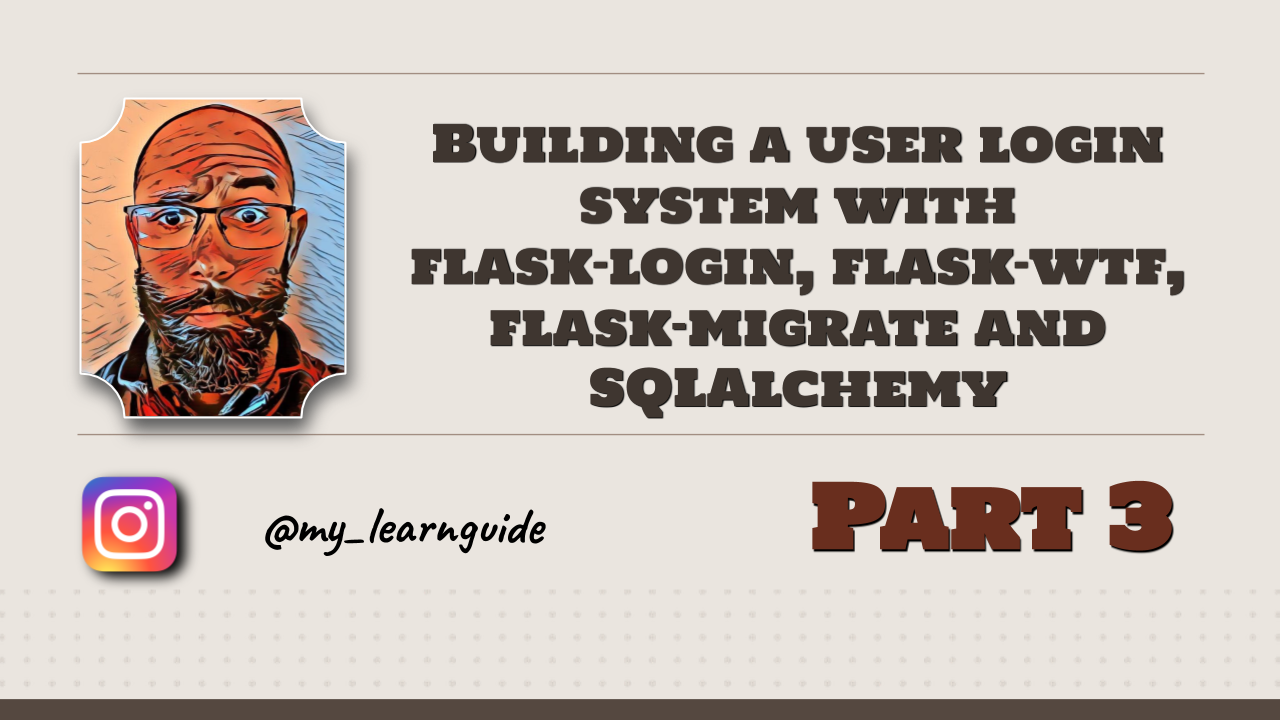 Building a user login
system with
flask-login, flask-wtf,
flask-migrate and
SQLAlchemy
@my_learnguide
Part 3